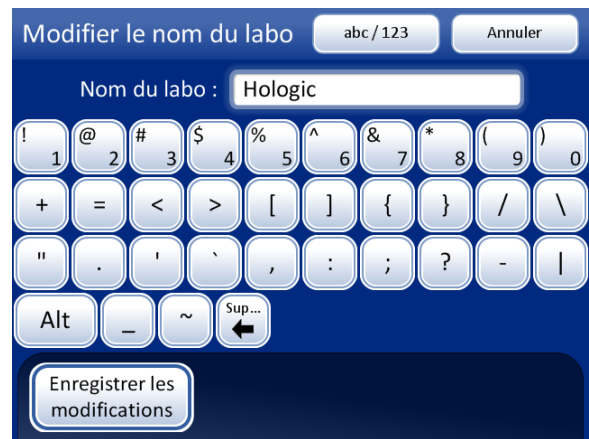 Modifier le nom du labo abc / 123 Annuler
Nom du labo : Hologic
! 1 @ 2 # 3 $ 4 % 5 ^ 6 & 7 * 8 ( 9 ) 0
+ = < > [ ] { } / \
" . ' ` , : ; ? - |
Alt _ ~ Sup...
Enregistrer les
modifications